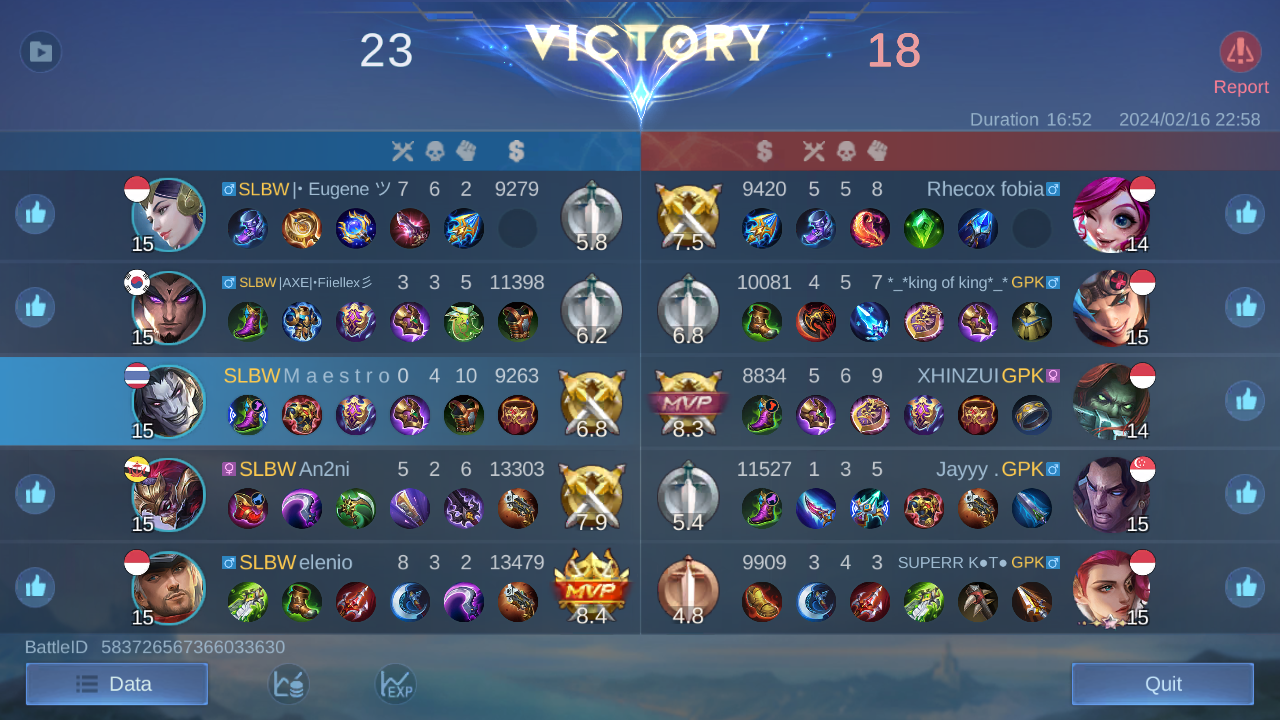 23 VICTORY 18
Report
Duration 16:52 2024/02/16 22:58
SLBW |• Eugene ツ 7 6 2 9279
15 5.8
7.5 9420 5 5 8 Rhecox fobia
14
SLBW |AXE|•Fiiellex彡 3 3 5 11398
15 6.2
6.8 10081 4 5 7 *_*king of king*_* GPK
15
SLBW M a e s t r o 0 4 10 9263
15 6.8
MVP 8.3 8834 5 6 9 XHINZUI GPK
14
SLBW An2ni 5 2 6 13303
15 7.9
5.4 11527 1 3 5 Jayyy . GPK
15
SLBW elenio 8 3 2 13479
15 MVP 8.4
4.8 9909 3 4 3 SUPERR K●T● GPK
15
BattleID 583726567366033630
Data EXP Quit